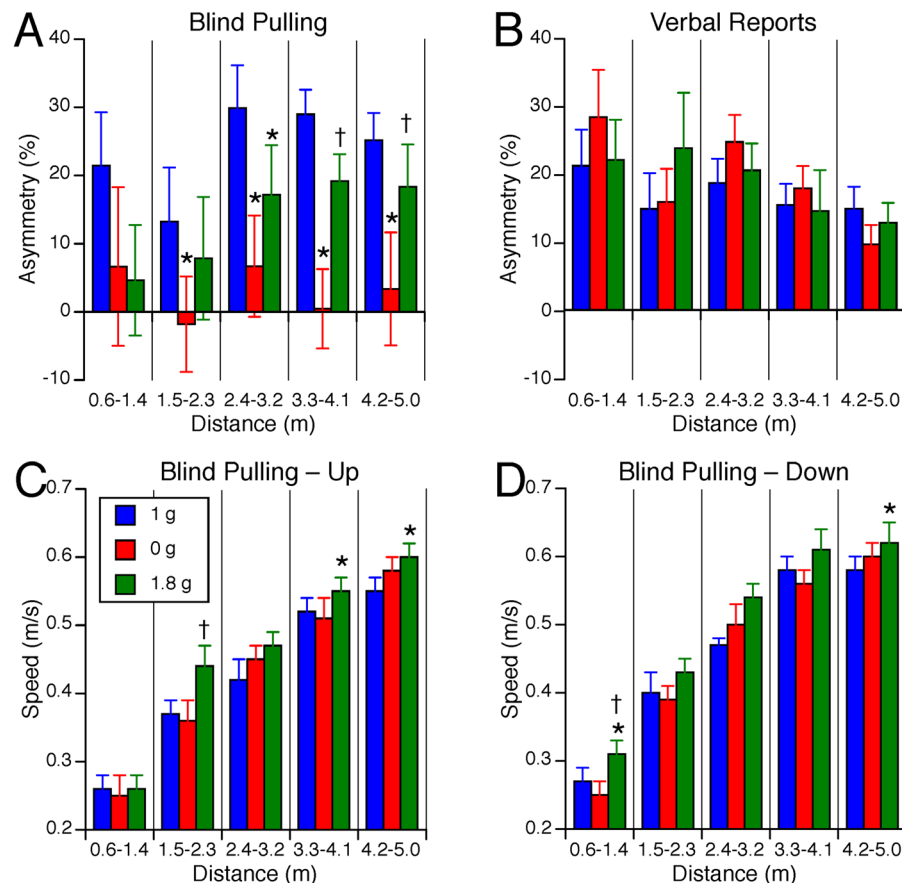 A
Blind Pulling
Asymmetry (%)
40
30
20
10
0
-10
* * * * † * †
0.6-1.4 1.5-2.3 2.4-3.2 3.3-4.1 4.2-5.0
Distance (m)
B
Verbal Reports
Asymmetry (%)
40
30
20
10
0
-10
0.6-1.4 1.5-2.3 2.4-3.2 3.3-4.1 4.2-5.0
Distance (m)
C
Blind Pulling – Up
Speed (m/s)
0.7
0.6
0.5
0.4
0.3
0.2
1 g
0 g
1.8 g
† * *
0.6-1.4 1.5-2.3 2.4-3.2 3.3-4.1 4.2-5.0
Distance (m)
D
Blind Pulling – Down
Speed (m/s)
0.7
0.6
0.5
0.4
0.3
0.2
†
* *
0.6-1.4 1.5-2.3 2.4-3.2 3.3-4.1 4.2-5.0
Distance (m)